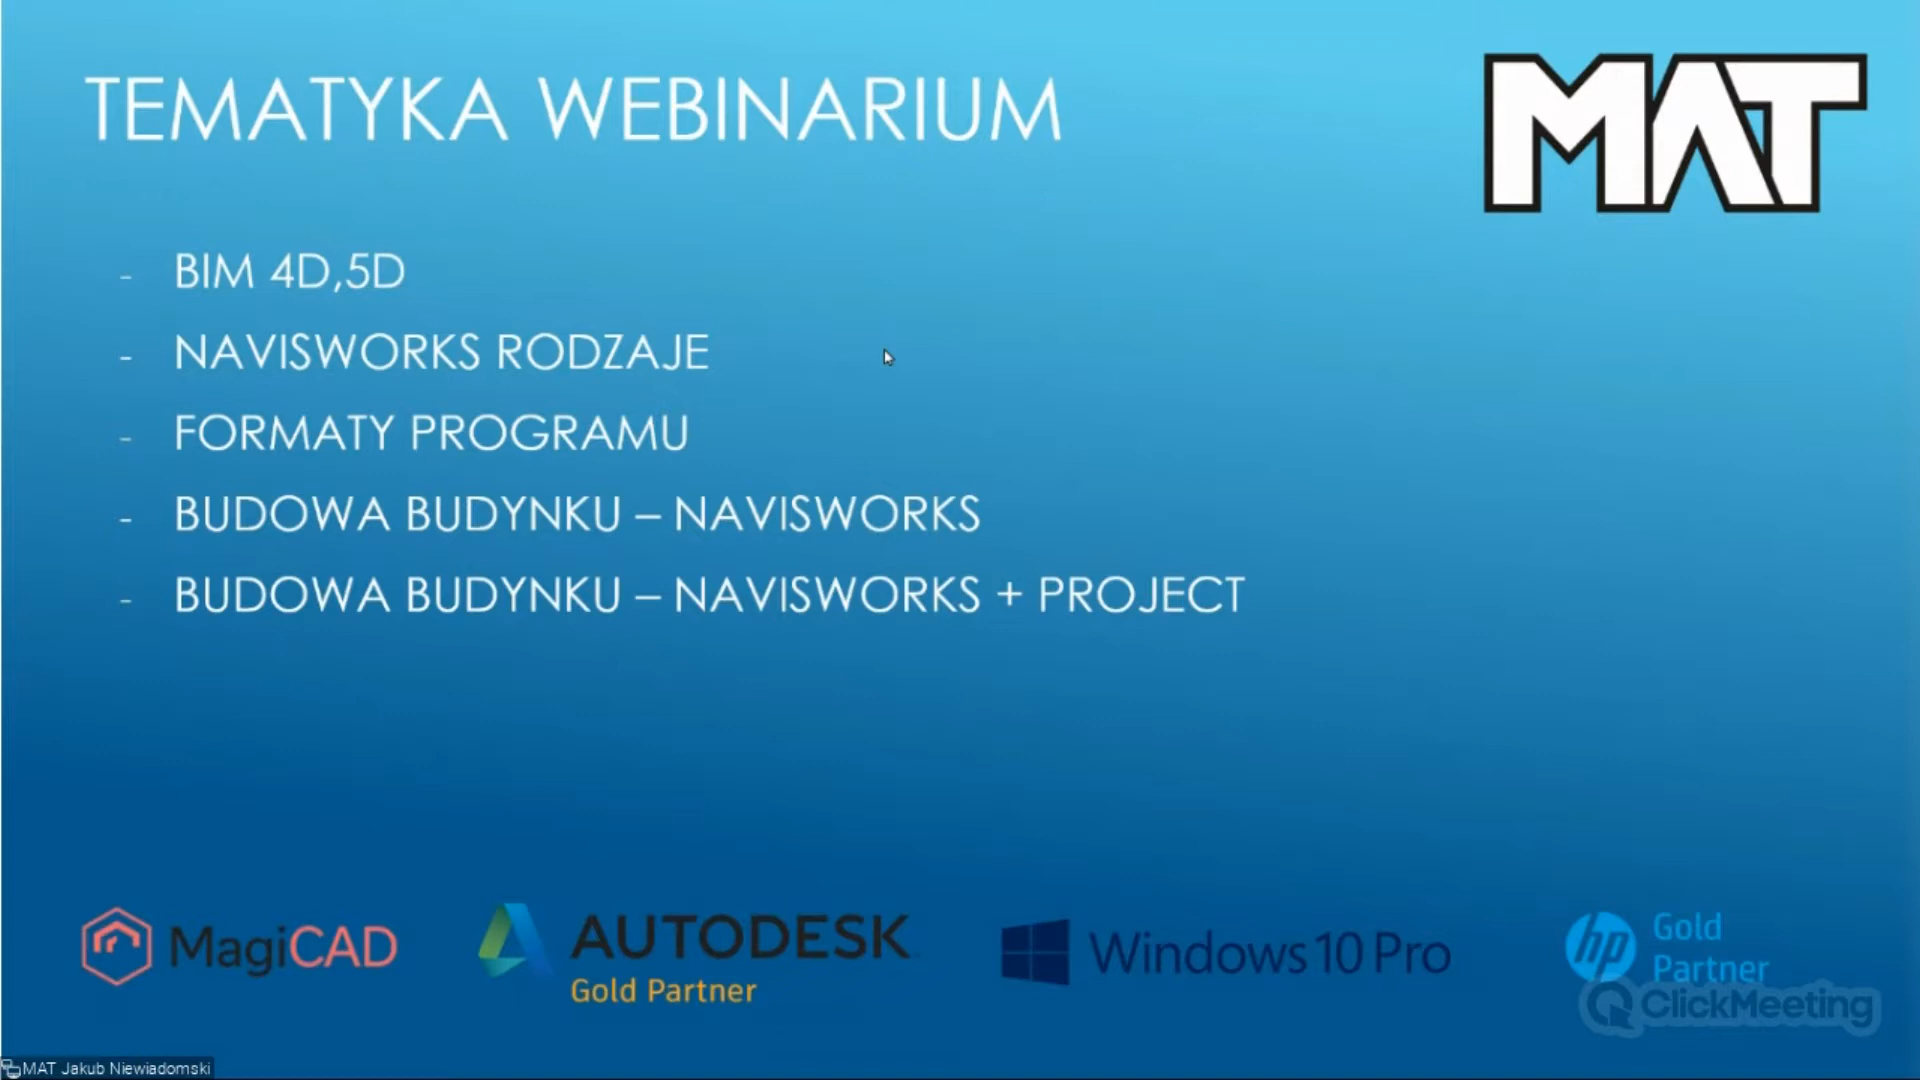 TEMATYKA WEBINARIUM
MAT
- BIM 4D,5D
- NAVISWORKS RODZAJE
- FORMATY PROGRAMU
- BUDOWA BUDYNKU – NAVISWORKS
- BUDOWA BUDYNKU – NAVISWORKS + PROJECT
MagiCAD
AUTODESK
Gold Partner
Windows 10 Pro
hp
Gold
Partner
ClickMeeting
MAT Jakub Niewiadomski